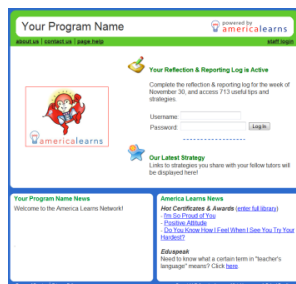 Your Program Name
powered by
americalearns
about us | contact us | page help
staff login
Your Reflection & Reporting Log is Active
Complete the reflection & reporting log for the week of
November 30, and access 713 useful tips and
strategies.
Username:
Password:
Log In
americalearns
Our Latest Strategy
Links to strategies you share with your fellow tutors will
be displayed here!
Your Program Name News
Welcome to the America Learns Network!
America Learns News
Hot Certificates & Awards (enter full library)
- I'm So Proud of You
- Positive Attitude
- Do You Know How I Feel When I See You Try Your
Hardest?
Eduspeak
Need to know what a certain term in "teacher's
language" means? Click here.